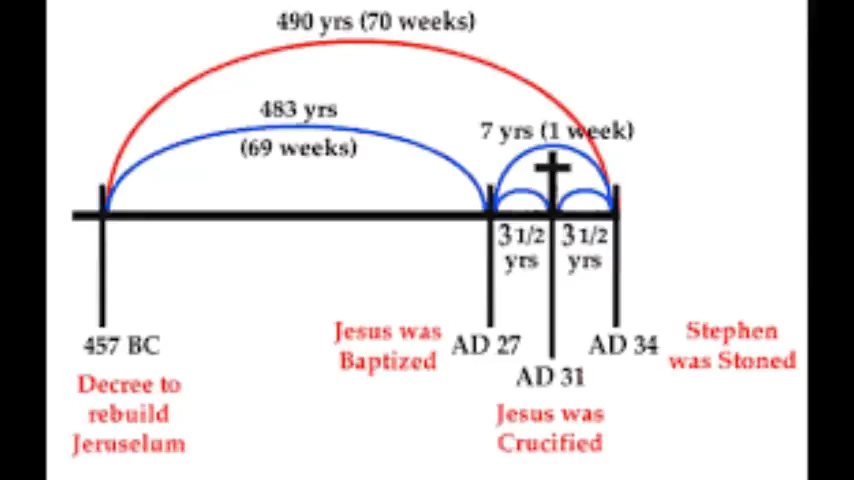 490 yrs (70 weeks)
483 yrs
(69 weeks)
7 yrs (1 week)
3 1/2
yrs
3 1/2
yrs
457 BC
Decree to
rebuild
Jeruselum
Jesus was
Baptized
AD 27
AD 31
Jesus was
Crucified
AD 34
Stephen
was Stoned